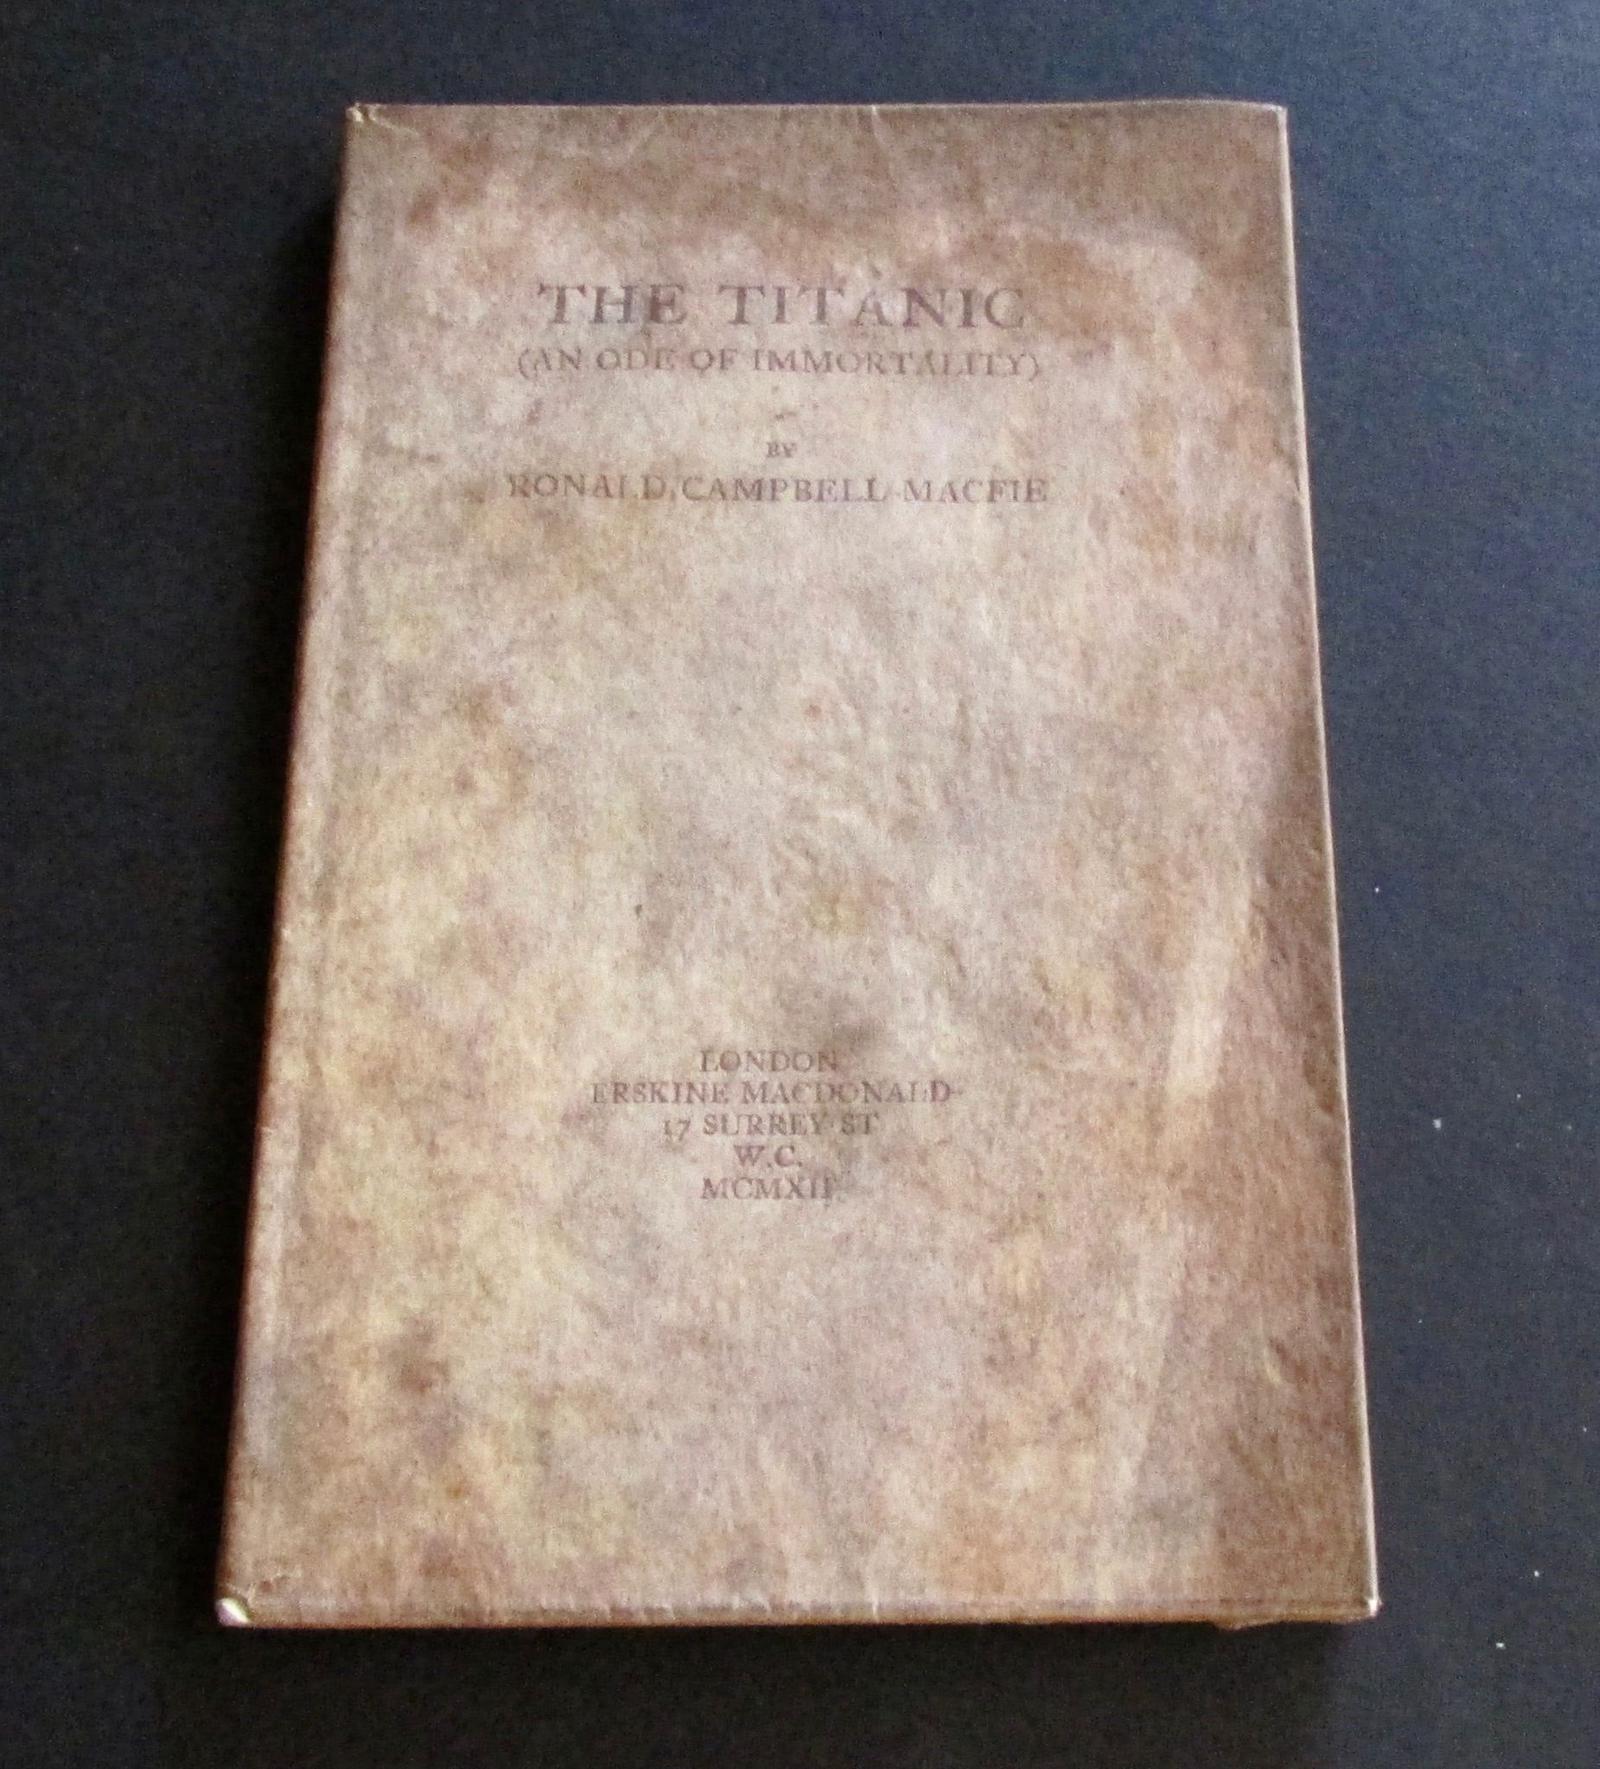 THE TITANIC
(AN ODE OF IMMORTALITY)
BY
RONALD CAMPBELL MACFIE
LONDON
ERSKINE MACDONALD
17 SURREY ST
W.C.
MCMXII